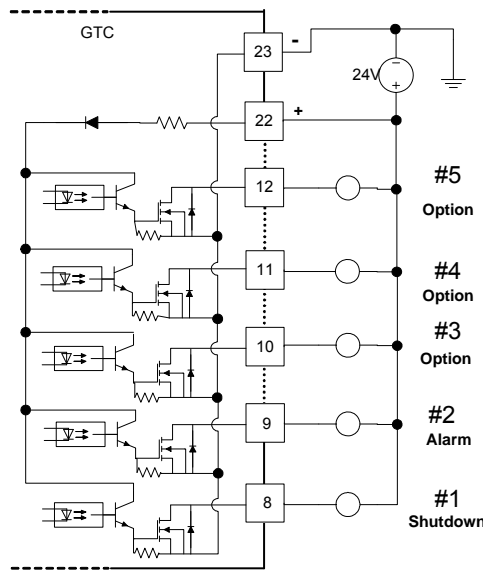 GTC
23
-
24V
-
+
22
+
12
#5
Option
11
#4
Option
10
#3
Option
9
#2
Alarm
8
#1
Shutdown